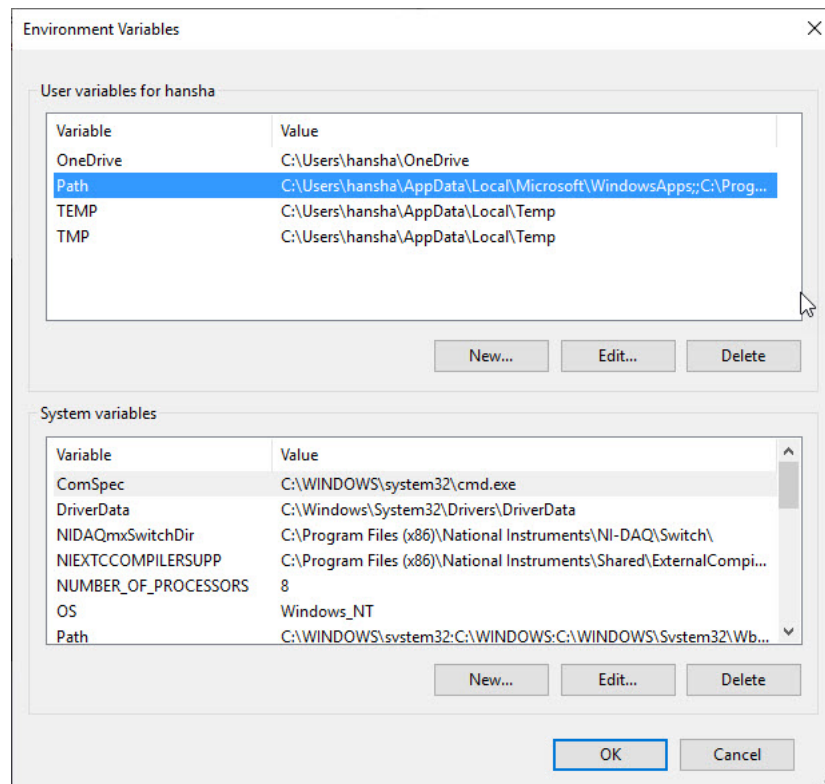 Environment Variables
User variables for hansha
Variable Value
OneDrive C:\Users\hansha\OneDrive
Path C:\Users\hansha\AppData\Local\Microsoft\WindowsApps;;C:\Prog...
TEMP C:\Users\hansha\AppData\Local\Temp
TMP C:\Users\hansha\AppData\Local\Temp
New... Edit... Delete
System variables
Variable Value
ComSpec C:\WINDOWS\system32\cmd.exe
DriverData C:\Windows\System32\Drivers\DriverData
NIDAQmxSwitchDir C:\Program Files (x86)\National Instruments\NI-DAQ\Switch\
NIEXTCCOMPILERSUPP C:\Program Files (x86)\National Instruments\Shared\ExternalCompi...
NUMBER_OF_PROCESSORS 8
OS Windows_NT
Path C:\WINDOWS\system32;C:\WINDOWS;C:\WINDOWS\System32\Wb...
New... Edit... Delete
OK Cancel